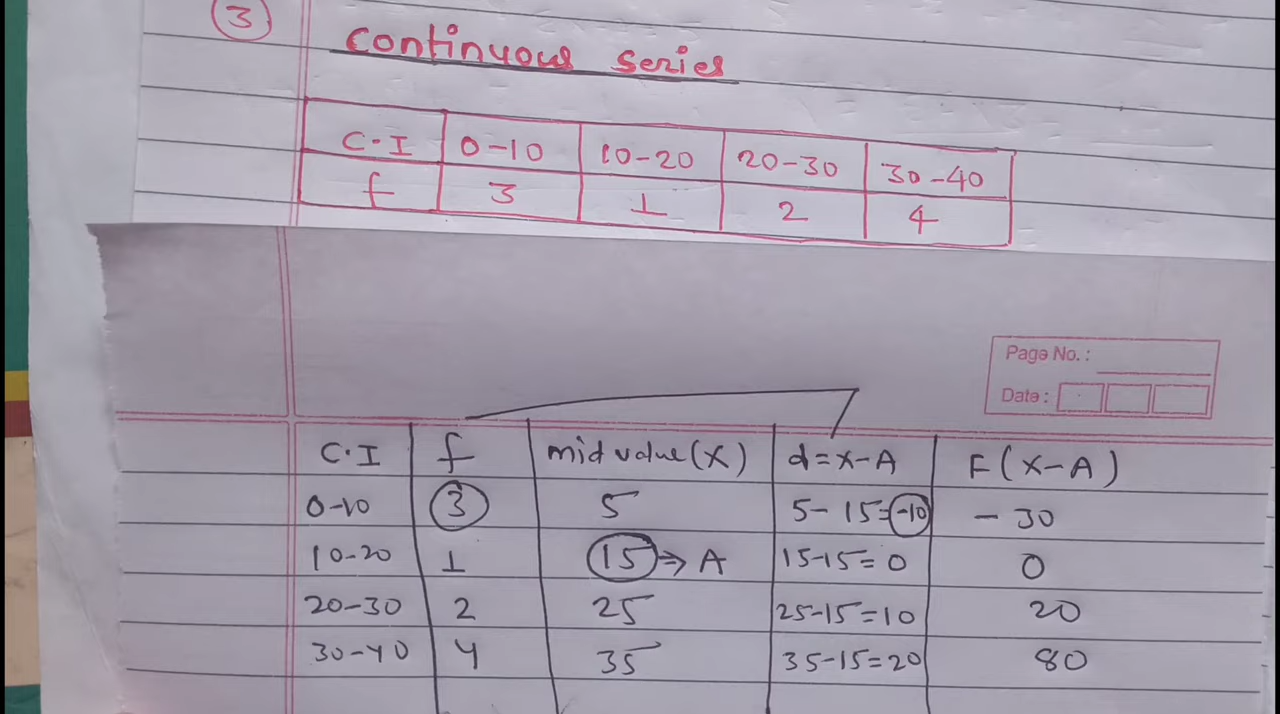 3
Continuous series
C.I 0-10 10-20 20-30 30-40
f 3 1 2 4
Page No. :
Date :
C.I f mid value (X) d=X-A F(X-A)
0-10 3 5 5-15=-10 -30
10-20 1 15⇒A 15-15=0 0
20-30 2 25 25-15=10 20
30-40 4 35 35-15=20 80